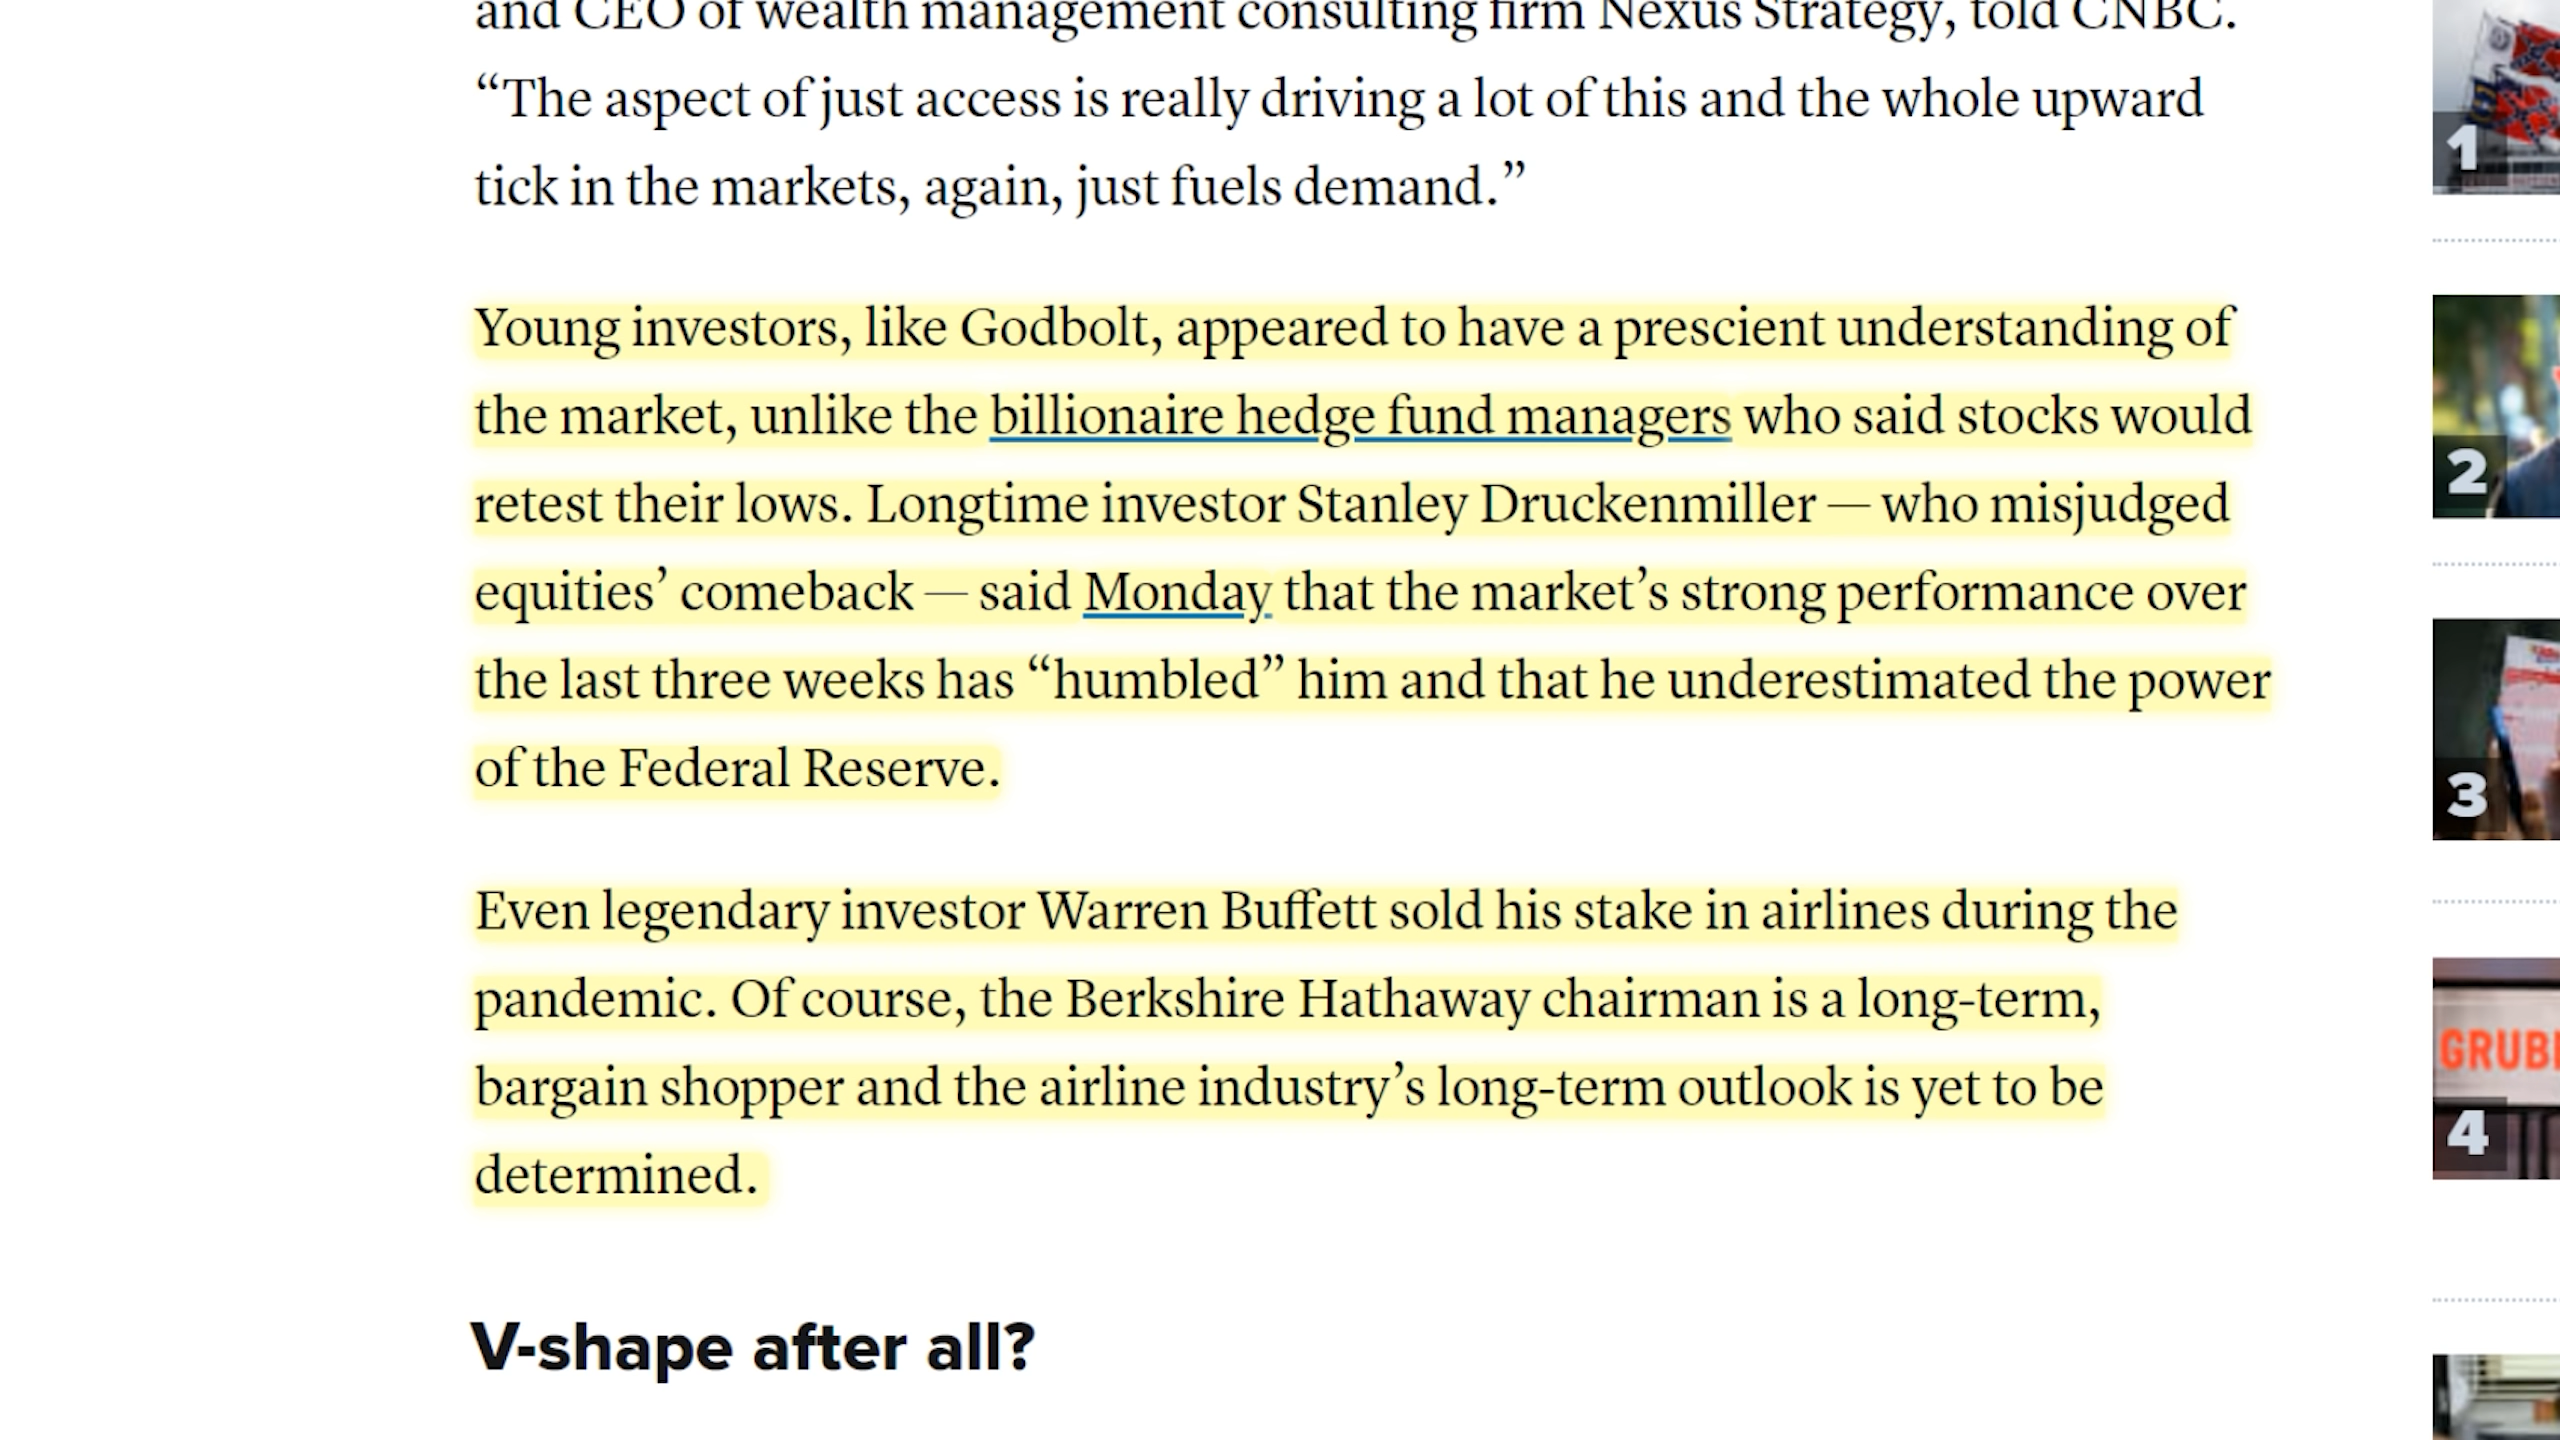 and CEO of wealth management consulting firm Nexus Strategy, told CNBC.
“The aspect of just access is really driving a lot of this and the whole upward
tick in the markets, again, just fuels demand.”
Young investors, like Godbolt, appeared to have a prescient understanding of
the market, unlike the billionaire hedge fund managers who said stocks would
retest their lows. Longtime investor Stanley Druckenmiller — who misjudged
equities’ comeback — said Monday that the market’s strong performance over
the last three weeks has “humbled” him and that he underestimated the power
of the Federal Reserve.
Even legendary investor Warren Buffett sold his stake in airlines during the
pandemic. Of course, the Berkshire Hathaway chairman is a long-term,
bargain shopper and the airline industry’s long-term outlook is yet to be
determined.
V-shape after all?
1
2
3
GRUB
4